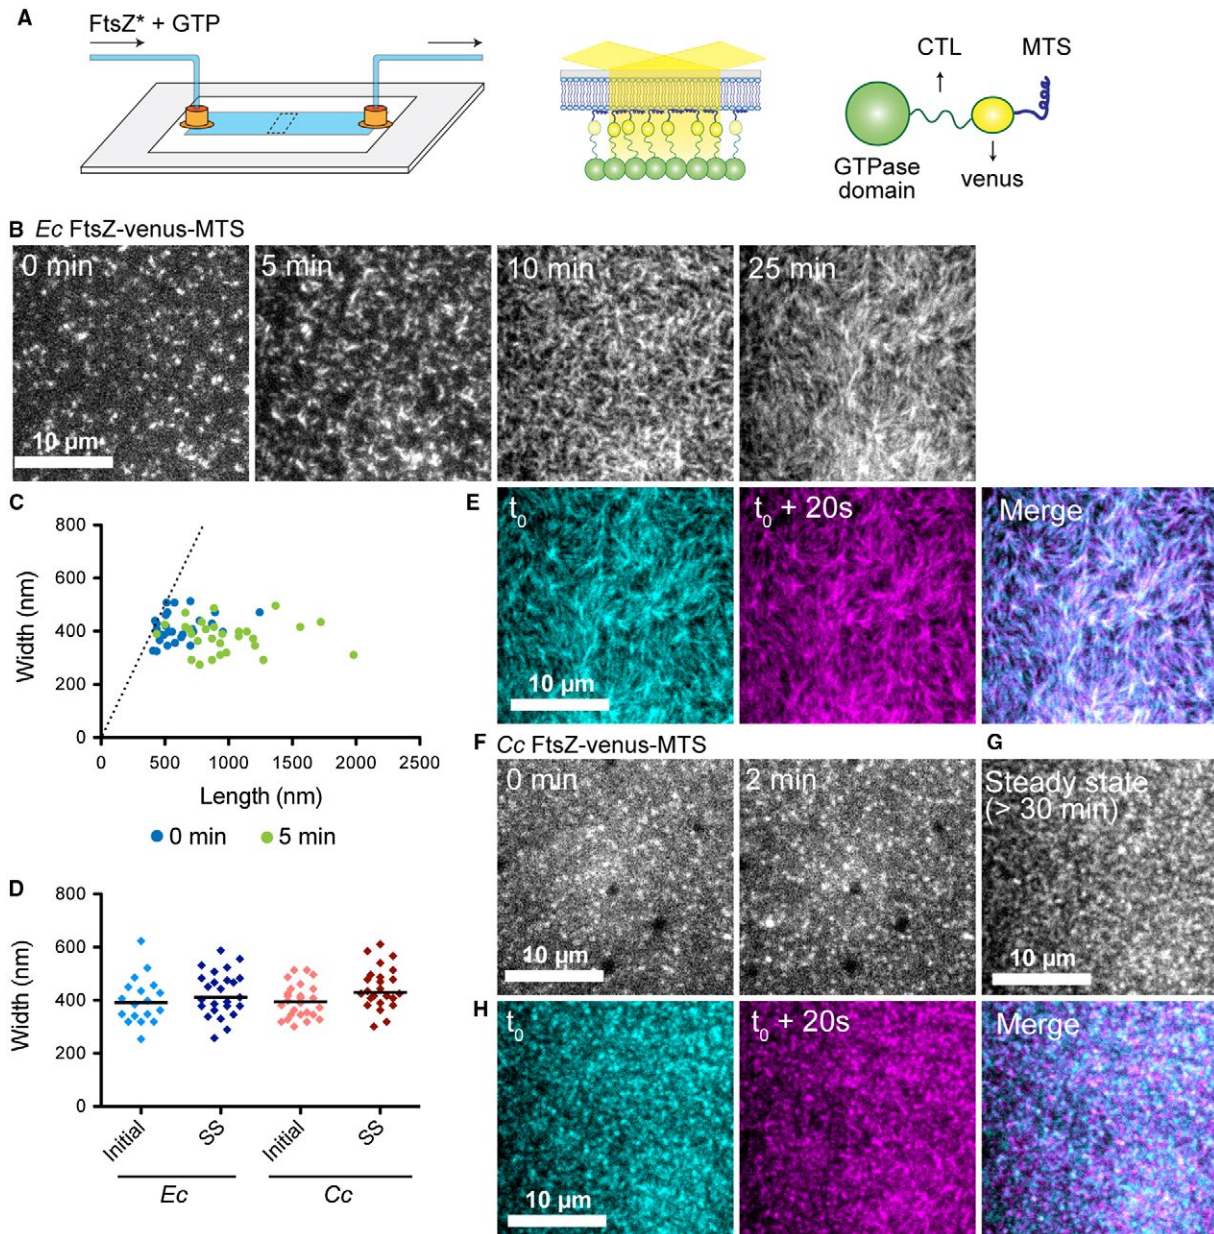 A
FtsZ* + GTP
CTL
MTS
GTPase
domain
venus
B
Ec FtsZ-venus-MTS
0 min
5 min
10 min
25 min
10 µm
C
800
600
400
200
0
Width (nm)
0
500
1000
1500
2000
2500
Length (nm)
0 min
5 min
D
800
600
400
200
0
Width (nm)
Initial
SS
Initial
SS
Ec
Cc
E
t0
t0 + 20s
Merge
10 µm
F
Cc FtsZ-venus-MTS
0 min
2 min
10 µm
G
Steady state
(> 30 min)
10 µm
H
t0
t0 + 20s
Merge
10 µm